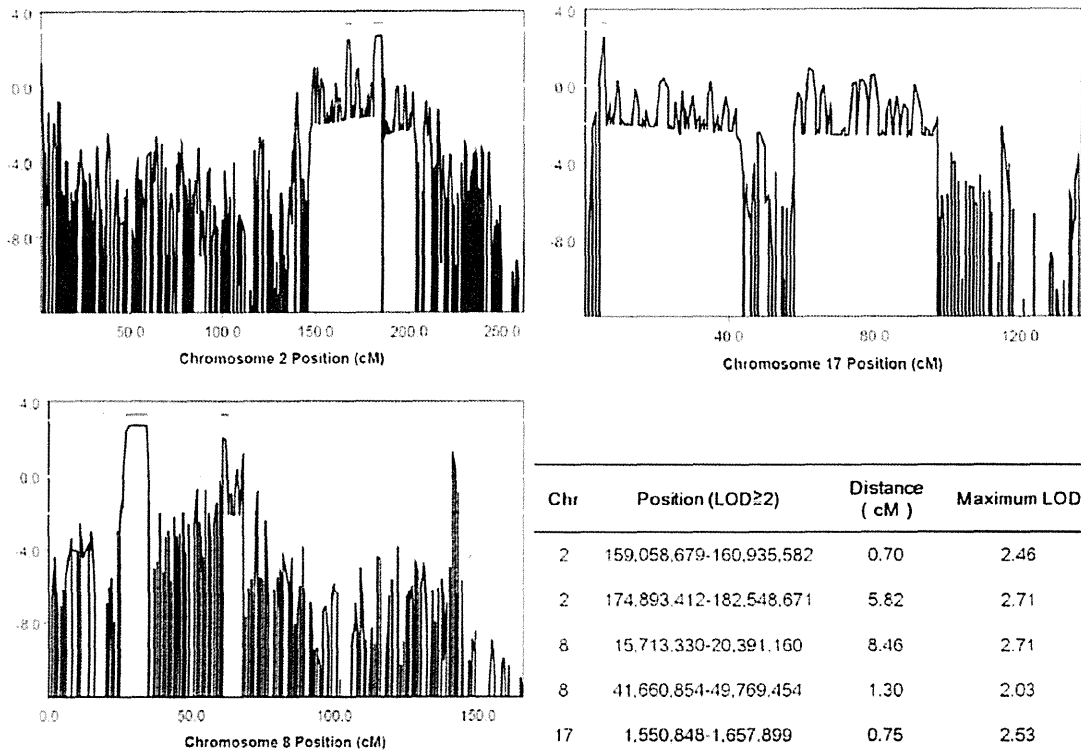 4.0
0.0
-4.0
-8.0
50.0 100.0 150.0 200.0 250.0
Chromosome 2 Position (cM)
4.0
0.0
-4.0
-8.0
40.0 80.0 120.0
Chromosome 17 Position (cM)
4.0
0.0
-4.0
-8.0
0.0 50.0 100.0 150.0
Chromosome 8 Position (cM)
Chr Position (LOD≧2) Distance (cM) Maximum LOD
2 159,058,679-160,935,582 0.70 2.46
2 174,893,412-182,548,671 5.82 2.71
8 15,713,330-20,391,160 8.46 2.71
8 41,660,854-49,769,454 1.30 2.03
17 1,550,848-1,657,899 0.75 2.53